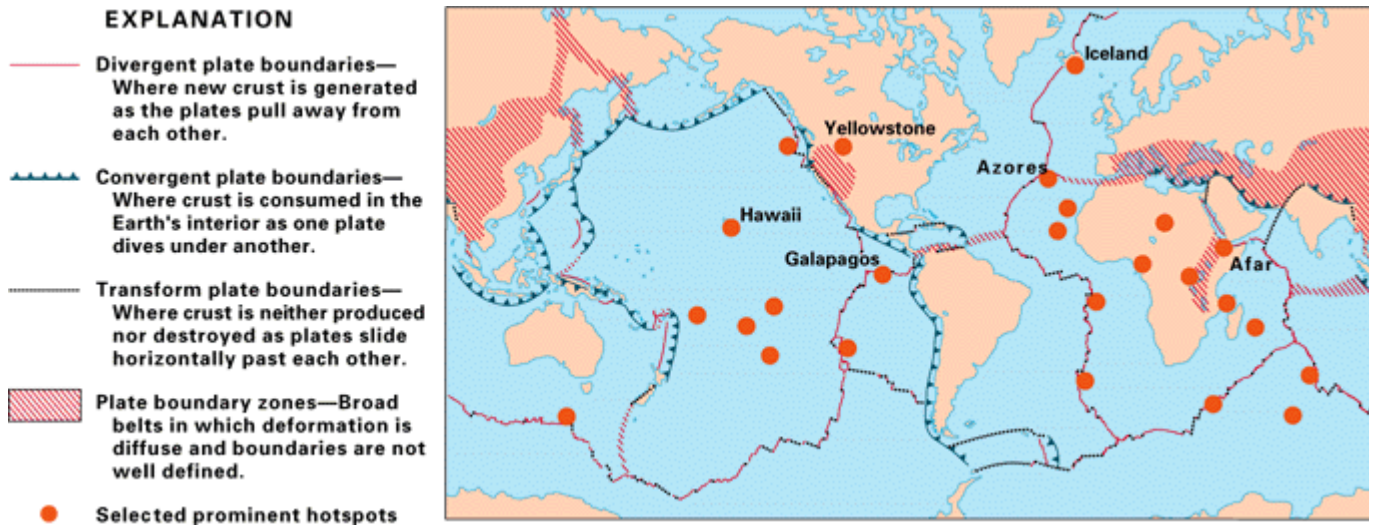 EXPLANATION
Divergent plate boundaries—
Where new crust is generated
as the plates pull away from
each other.
Convergent plate boundaries—
Where crust is consumed in the
Earth's interior as one plate
dives under another.
Transform plate boundaries—
Where crust is neither produced
nor destroyed as plates slide
horizontally past each other.
Plate boundary zones—Broad
belts in which deformation is
diffuse and boundaries are not
well defined.
Selected prominent hotspots
Iceland
Yellowstone
Azores
Hawaii
Galapagos
Afar